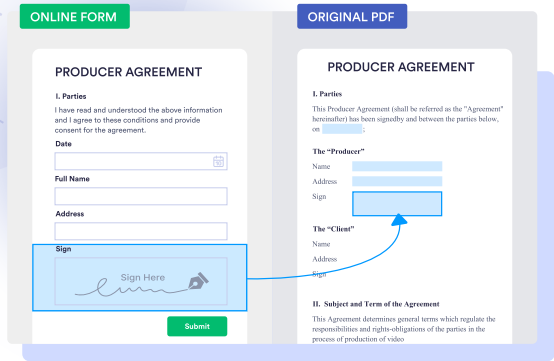 ONLINE FORM
PRODUCER AGREEMENT
I. Parties
I have read and understood the above information
and I agree to these conditions and provide
consent for the agreement.
Date
Full Name
Address
Sign
Sign Here
Submit
ORIGINAL PDF
PRODUCER AGREEMENT
I. Parties
This Producer Agreement (shall be referred as the "Agreement"
hereinafter) has been signedby and between the parties below,
on ;
The “Producer”
Name
Address
Sign
The “Client”
Name
Address
Sign
II. Subject and Term of the Agreement
This Agreement determines general terms which regulate the
responsibilities and rights-obligations of the parties in the
process of production of video